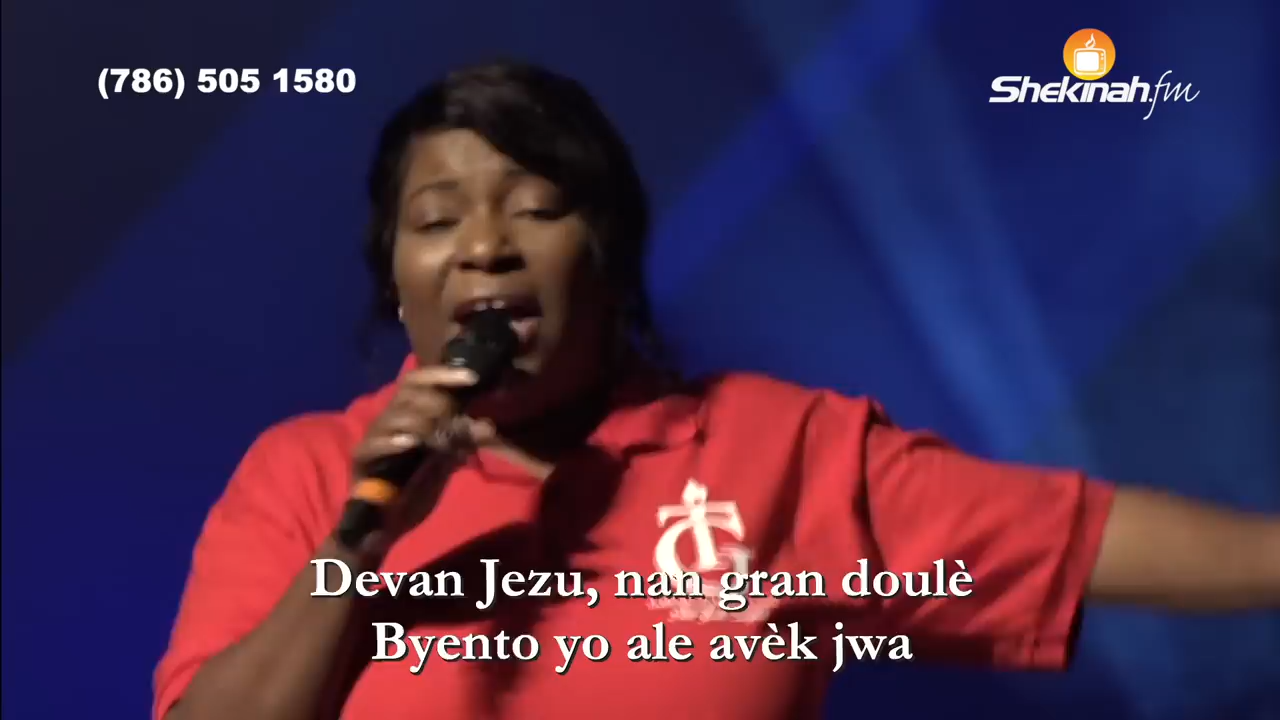 (786) 505 1580
Shekinah.fm
Devan Jezu, nan gran doulè
Byento yo ale avèk jwa